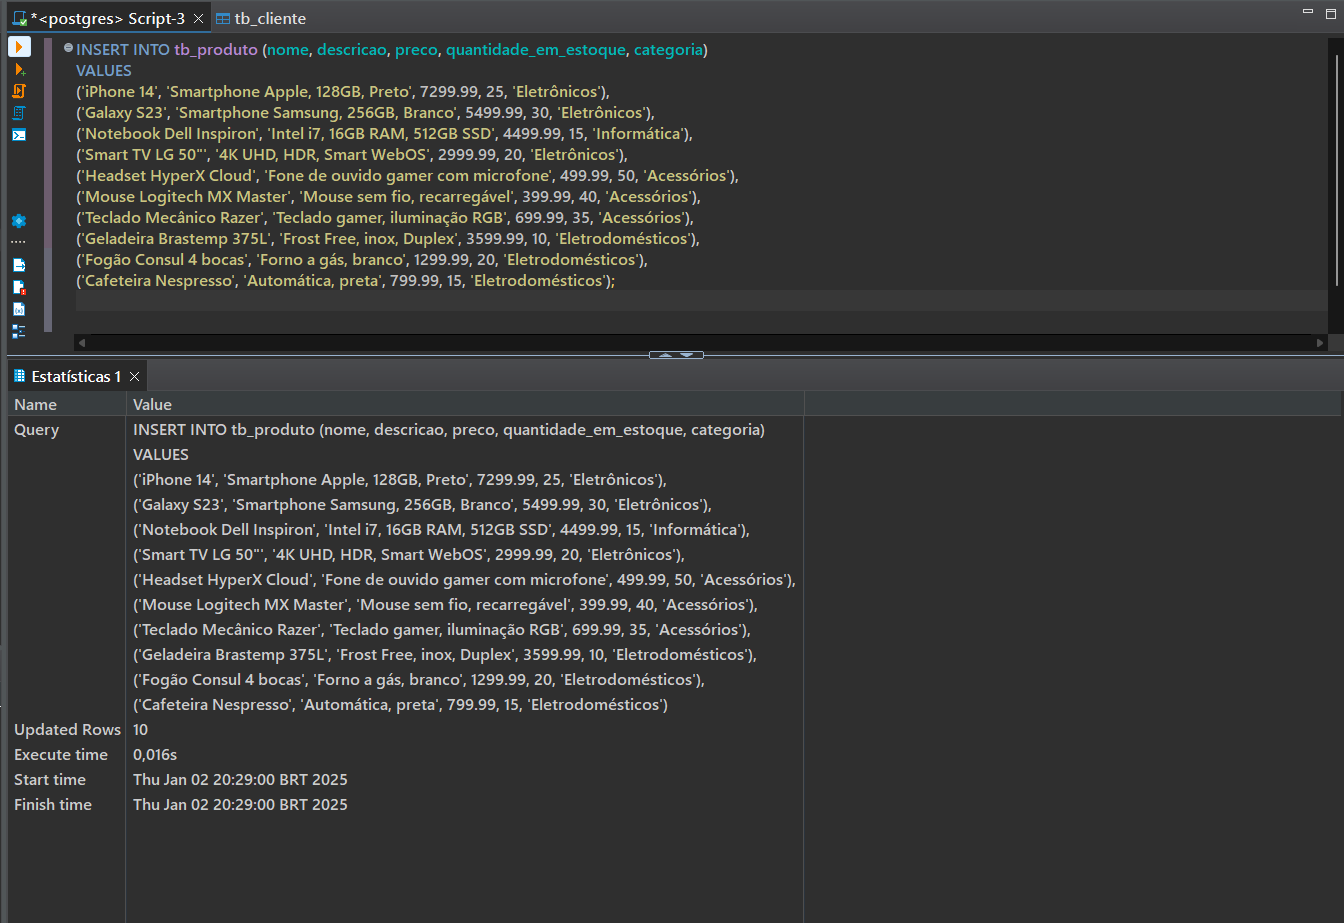 *<postgres> Script-3 tb_cliente
INSERT INTO tb_produto (nome, descricao, preco, quantidade_em_estoque, categoria)
VALUES
('iPhone 14', 'Smartphone Apple, 128GB, Preto', 7299.99, 25, 'Eletrônicos'),
('Galaxy S23', 'Smartphone Samsung, 256GB, Branco', 5499.99, 30, 'Eletrônicos'),
('Notebook Dell Inspiron', 'Intel i7, 16GB RAM, 512GB SSD', 4499.99, 15, 'Informática'),
('Smart TV LG 50"', '4K UHD, HDR, Smart WebOS', 2999.99, 20, 'Eletrônicos'),
('Headset HyperX Cloud', 'Fone de ouvido gamer com microfone', 499.99, 50, 'Acessórios'),
('Mouse Logitech MX Master', 'Mouse sem fio, recarregável', 399.99, 40, 'Acessórios'),
('Teclado Mecânico Razer', 'Teclado gamer, iluminação RGB', 699.99, 35, 'Acessórios'),
('Geladeira Brastemp 375L', 'Frost Free, inox, Duplex', 3599.99, 10, 'Eletrodomésticos'),
('Fogão Consul 4 bocas', 'Forno a gás, branco', 1299.99, 20, 'Eletrodomésticos'),
('Cafeteira Nespresso', 'Automática, preta', 799.99, 15, 'Eletrodomésticos');
Estatísticas 1
Name Value
Query INSERT INTO tb_produto (nome, descricao, preco, quantidade_em_estoque, categoria)
VALUES
('iPhone 14', 'Smartphone Apple, 128GB, Preto', 7299.99, 25, 'Eletrônicos'),
('Galaxy S23', 'Smartphone Samsung, 256GB, Branco', 5499.99, 30, 'Eletrônicos'),
('Notebook Dell Inspiron', 'Intel i7, 16GB RAM, 512GB SSD', 4499.99, 15, 'Informática'),
('Smart TV LG 50"', '4K UHD, HDR, Smart WebOS', 2999.99, 20, 'Eletrônicos'),
('Headset HyperX Cloud', 'Fone de ouvido gamer com microfone', 499.99, 50, 'Acessórios'),
('Mouse Logitech MX Master', 'Mouse sem fio, recarregável', 399.99, 40, 'Acessórios'),
('Teclado Mecânico Razer', 'Teclado gamer, iluminação RGB', 699.99, 35, 'Acessórios'),
('Geladeira Brastemp 375L', 'Frost Free, inox, Duplex', 3599.99, 10, 'Eletrodomésticos'),
('Fogão Consul 4 bocas', 'Forno a gás, branco', 1299.99, 20, 'Eletrodomésticos'),
('Cafeteira Nespresso', 'Automática, preta', 799.99, 15, 'Eletrodomésticos')
Updated Rows 10
Execute time 0,016s
Start time Thu Jan 02 20:29:00 BRT 2025
Finish time Thu Jan 02 20:29:00 BRT 2025